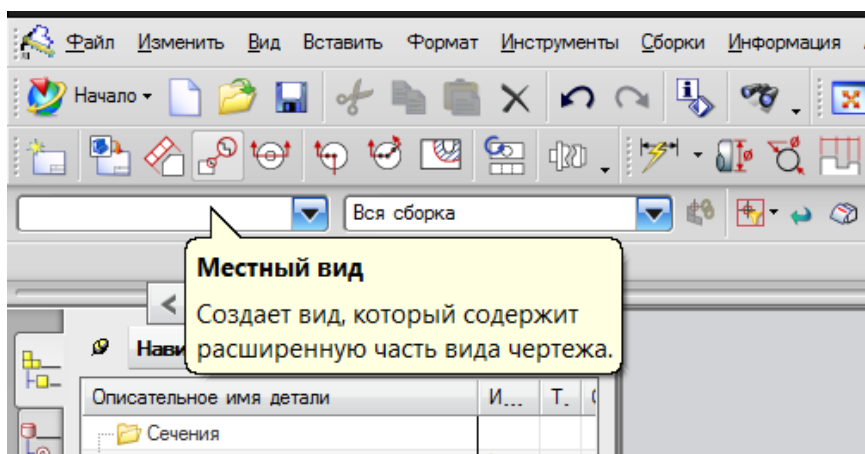 Файл Изменить Вид Вставить Формат Инструменты Сборки Информация
Начало
Вся сборка
Местный вид
Создает вид, который содержит
расширенную часть вида чертежа.
Нави
Описательное имя детали И... Т.
Сечения